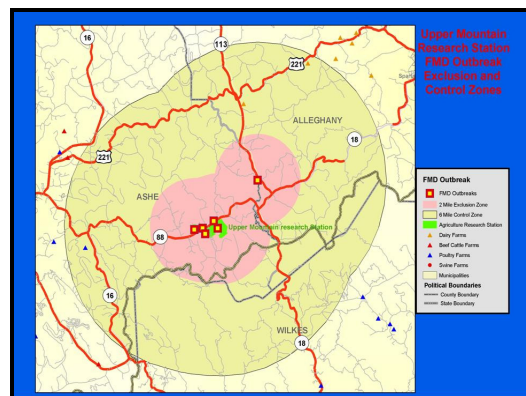 Upper Mountain
Research Station
FMD Outbreak
Exclusion and
Control Zones
16
113
221
ALLEGHANY
18
221
ASHE
Upper Mountain research Station
88
16
WILKES
18
FMD Outbreak
FMD Outbreaks
2 Mile Exclusion Zone
6 Mile Control Zone
Agriculture Research Station
Dairy Farms
Beef Cattle Farms
Poultry Farms
Swine Farms
Municipalities
Political Boundaries
County Boundary
State Boundary